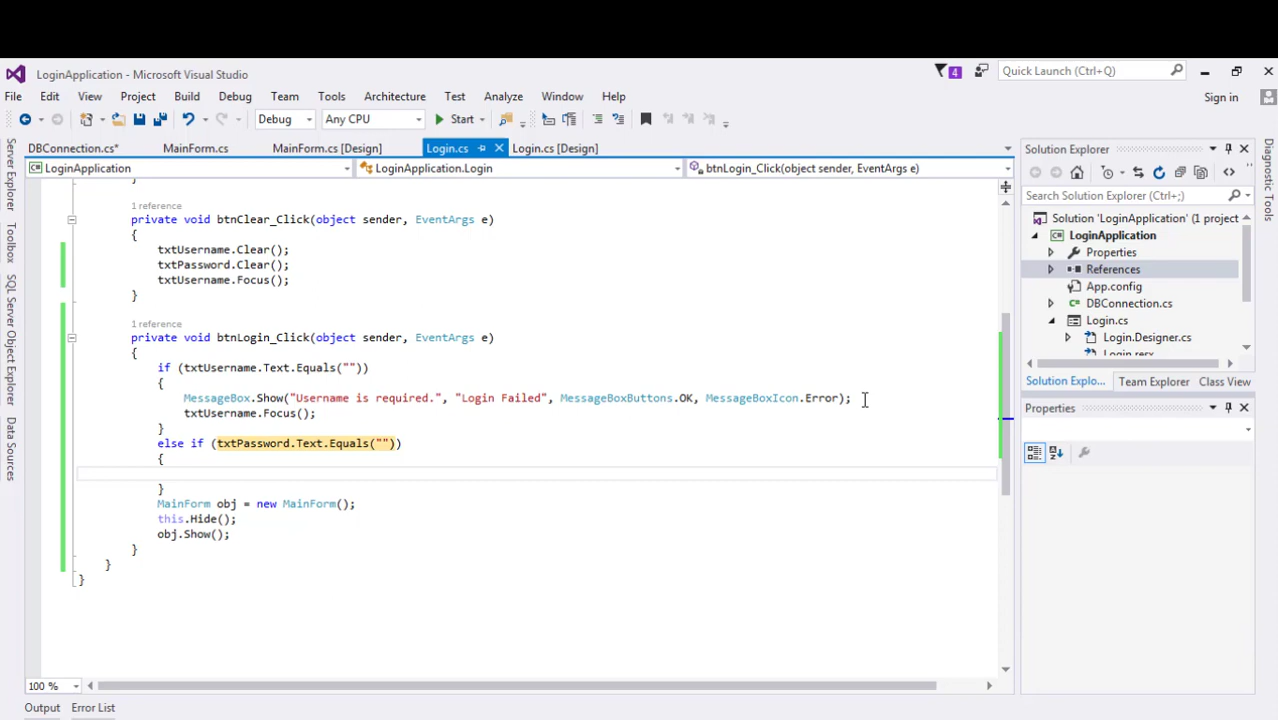 LoginApplication - Microsoft Visual Studio
4
Quick Launch (Ctrl+Q)
File Edit View Project Build Debug Team Tools Architecture Test Analyze Window Help
Sign in
Debug Any CPU Start
DBConnection.cs* MainForm.cs MainForm.cs [Design] Login.cs Login.cs [Design]
LoginApplication LoginApplication.Login btnLogin_Click(object sender, EventArgs e)
Server Explorer
Toolbox
SQL Server Object Explorer
Data Sources
}
1 reference
private void btnClear_Click(object sender, EventArgs e)
{
txtUsername.Clear();
txtPassword.Clear();
txtUsername.Focus();
}
1 reference
private void btnLogin_Click(object sender, EventArgs e)
{
if (txtUsername.Text.Equals(""))
{
MessageBox.Show("Username is required.", "Login Failed", MessageBoxButtons.OK, MessageBoxIcon.Error);
txtUsername.Focus();
}
else if (txtPassword.Text.Equals(""))
{
}
MainForm obj = new MainForm();
this.Hide();
obj.Show();
}
}
}
100 %
Output Error List
Solution Explorer
Search Solution Explorer (Ctrl+;)
Solution 'LoginApplication' (1 project
LoginApplication
Properties
References
App.config
DBConnection.cs
Login.cs
Login.Designer.cs
Login.resx
Solution Explo... Team Explorer Class View
Properties
Diagnostic Tools